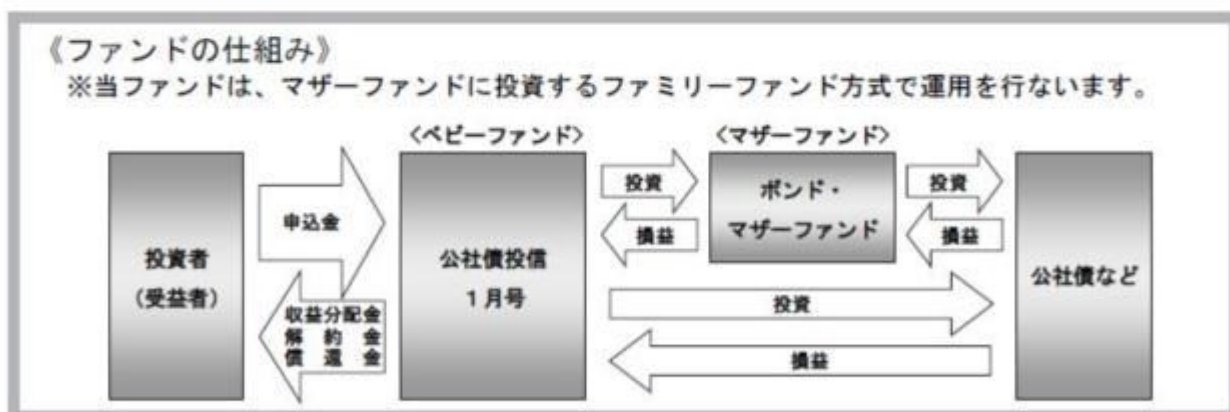 《ファンドの仕組み》
※当ファンドは、マザーファンドに投資するファミリーファンド方式で運用を行ないます。
〈ベビーファンド〉
〈マザーファンド〉
投資者
（受益者）
申込金
収益分配金
解約金
償還金
公社債投信
1月号
投資
損益
ボンド・
マザーファンド
投資
損益
投資
損益
公社債など